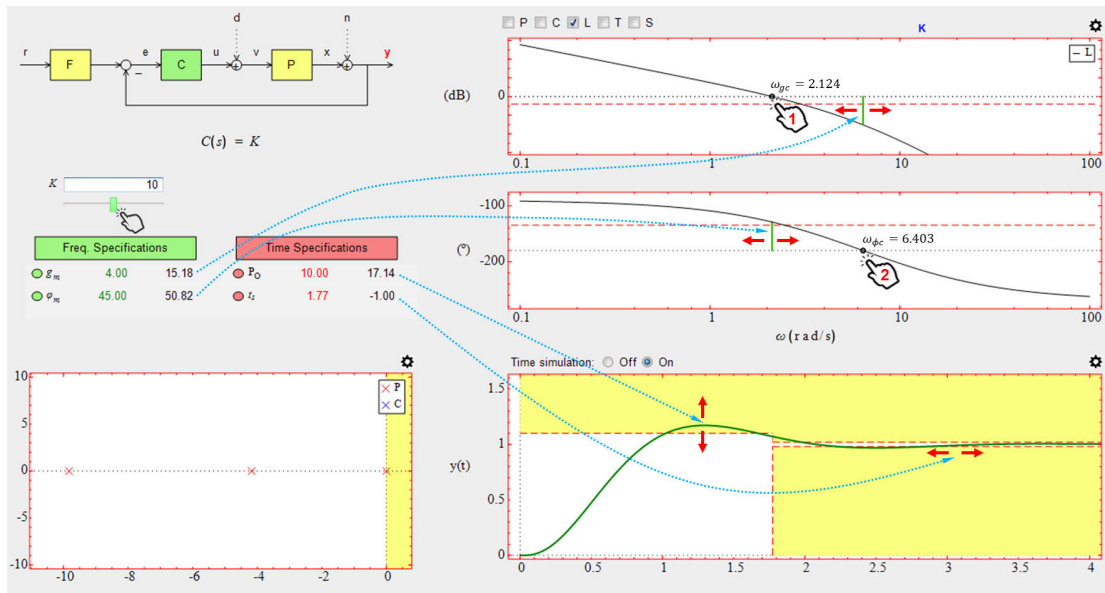 d n
r F e C u v P x y
–
C(s) = K
K 10
Freq. Specifications Time Specifications
g_m 4.00 15.18 P_O 10.00 17.14
φ_m 45.00 50.82 t_s 1.77 -1.00
P C L T S
K
– L
(dB)
0
ω_gc = 2.124
1
0.1 1 10 100
-100
(º)
-200
ω_ϕc = 6.403
2
0.1 1 10 100
ω (rad/s)
10
5
0
-5
-10
P
C
-10 -8 -6 -4 -2 0
Time simulation: Off On
1.5
1
y(t)
0.5
0
0 0.5 1 1.5 2 2.5 3 3.5 4